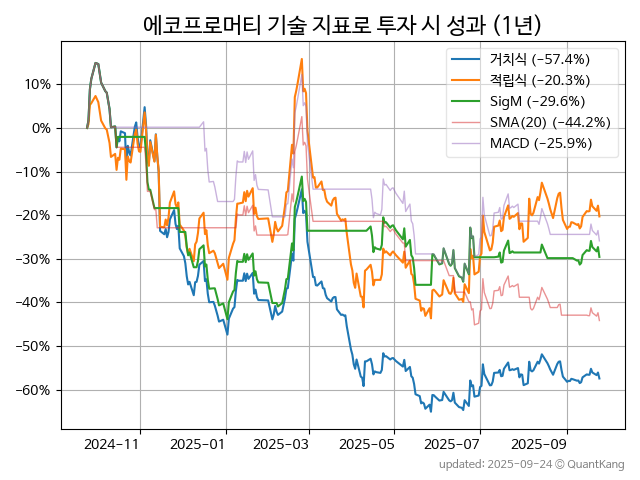 에코프로머티 기술 지표로 투자 시 성과 (1년)
거치식 (−57.4%)
적립식 (−20.3%)
SigM (−29.6%)
SMA(20) (−44.2%)
MACD (−25.9%)
10%
0%
−10%
−20%
−30%
−40%
−50%
−60%
2024−11 2025−01 2025−03 2025−05 2025−07 2025−09
updated: 2025-09-24 © QuantKang